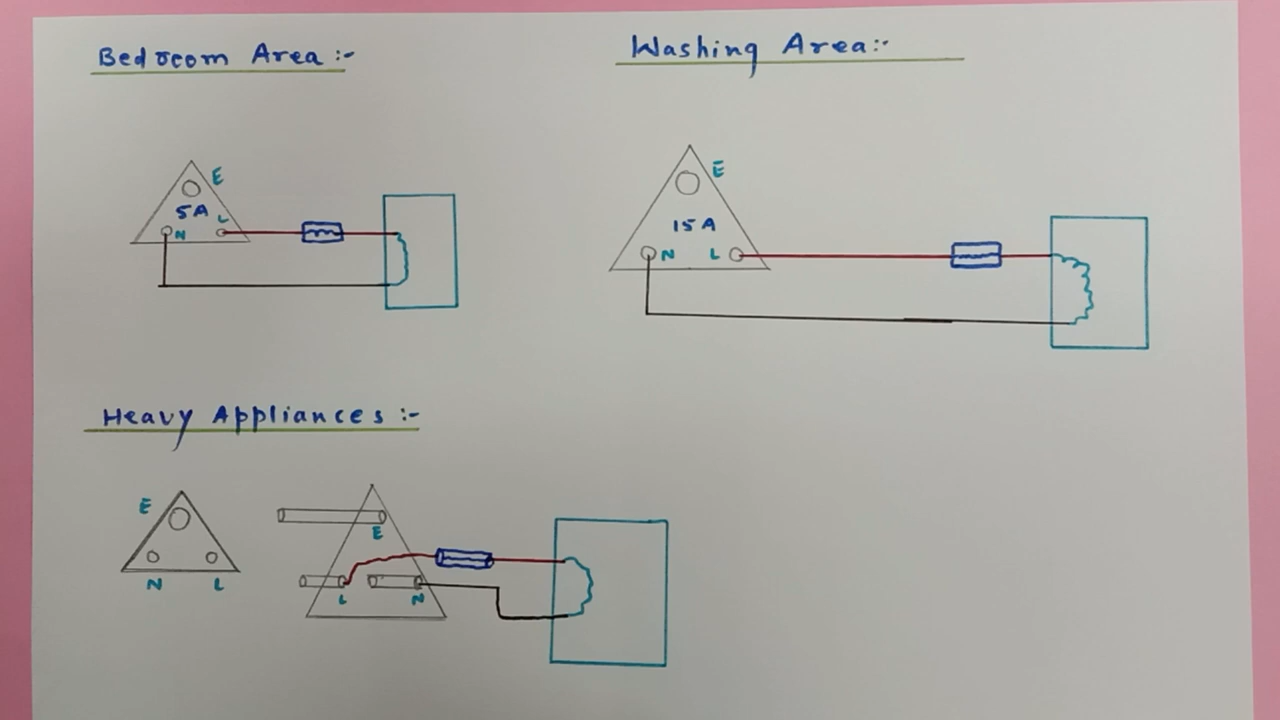 Bedroom Area :-
Washing Area:-
E
5A L
N
E
15A
N L
Heavy Appliances :-
E
N L
E
L N